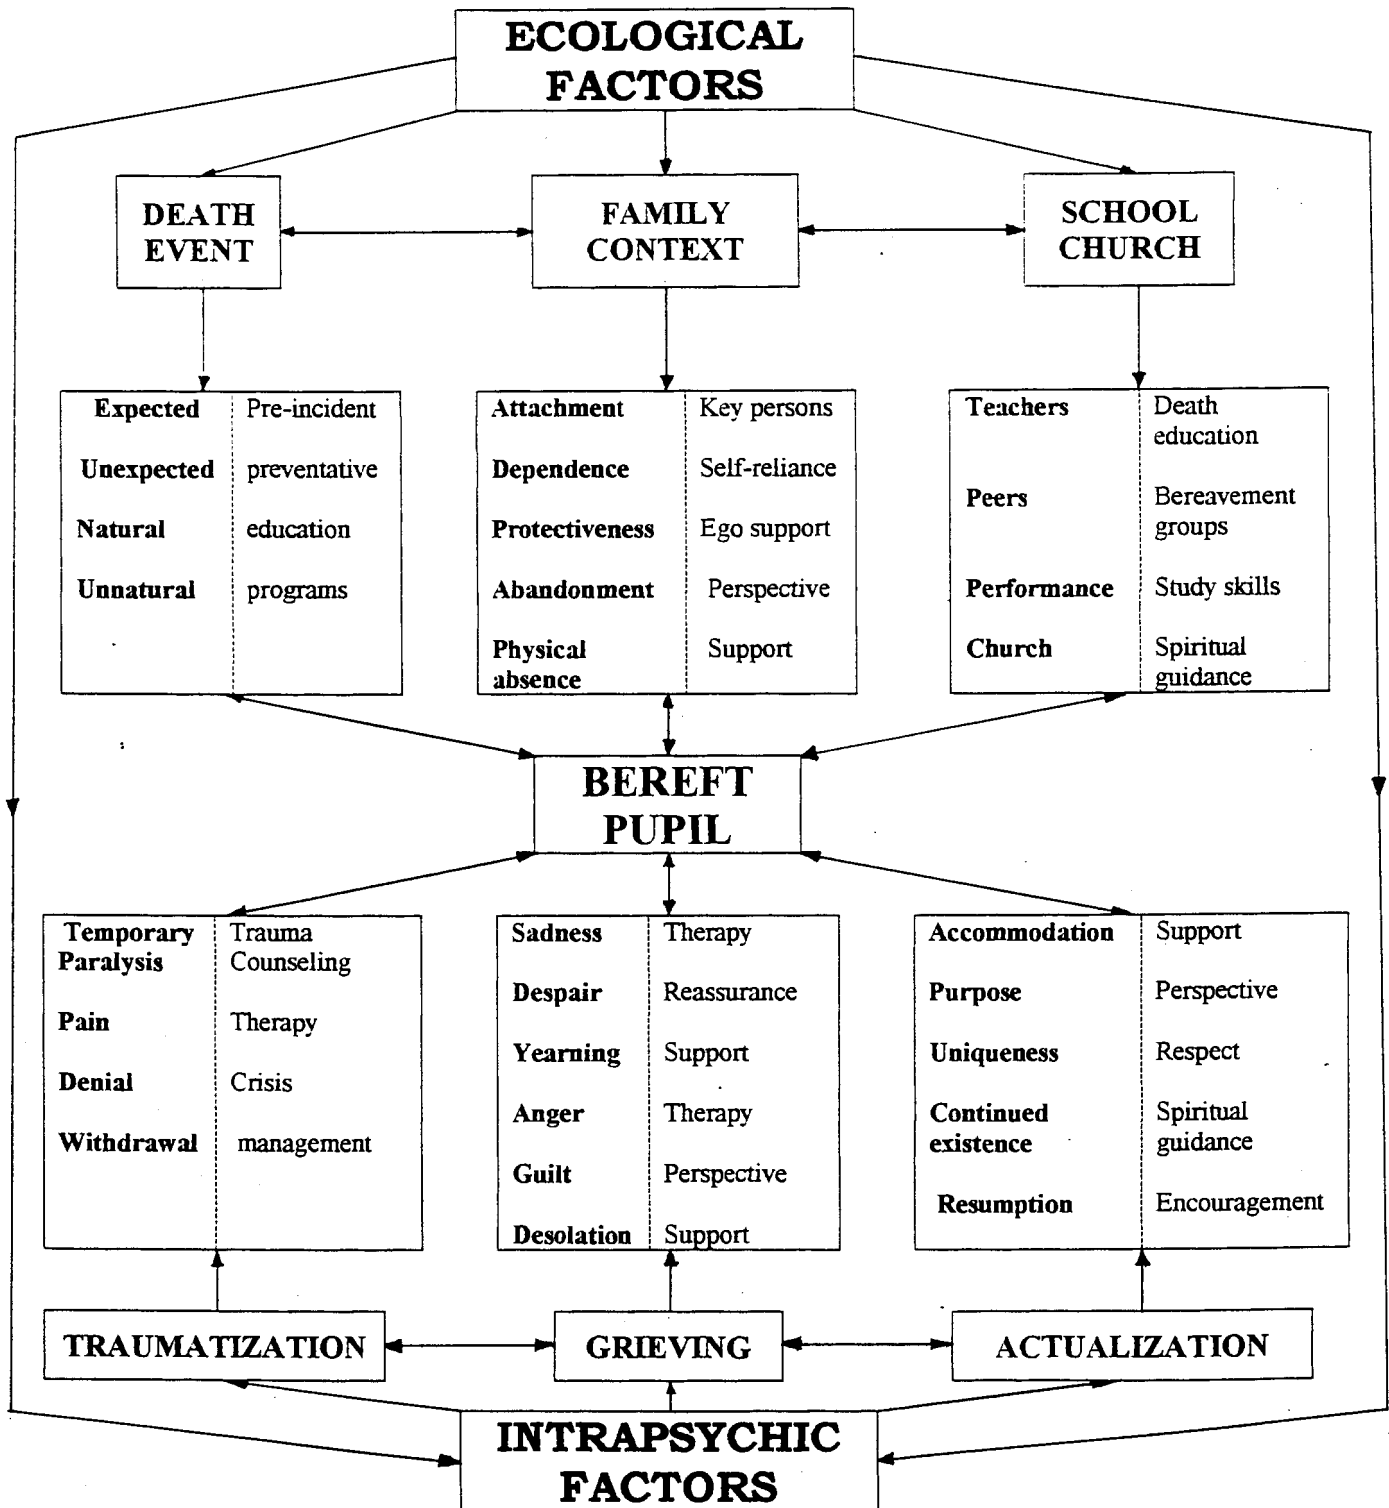 ECOLOGICAL
FACTORS
DEATH
EVENT
FAMILY
CONTEXT
SCHOOL
CHURCH
Expected Pre-incident
Unexpected preventative
Natural education
Unnatural programs
Attachment Key persons
Dependence Self-reliance
Protectiveness Ego support
Abandonment Perspective
Physical Support
absence
Teachers Death
education
Peers Bereavement
groups
Performance Study skills
Church Spiritual
guidance
BEREFT
PUPIL
Temporary Trauma
Paralysis Counseling
Pain Therapy
Denial Crisis
Withdrawal management
Sadness Therapy
Despair Reassurance
Yearning Support
Anger Therapy
Guilt Perspective
Desolation Support
Accommodation Support
Purpose Perspective
Uniqueness Respect
Continued Spiritual
existence guidance
Resumption Encouragement
TRAUMATIZATION
GRIEVING
ACTUALIZATION
INTRAPSYCHIC
FACTORS